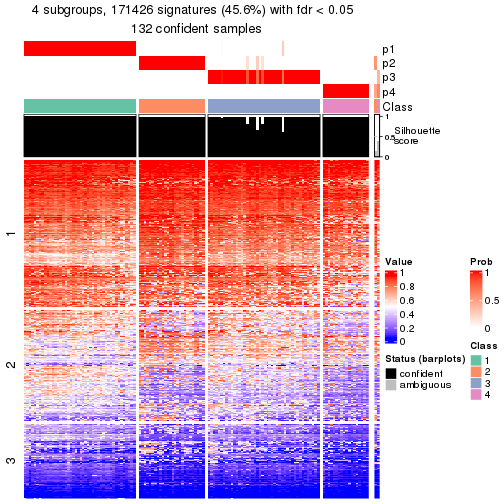 4 subgroups, 171426 signatures (45.6%) with fdr < 0.05
132 confident samples
p1
p2
p3
p4
Class
1
0.5
0
Silhouette
score
1
2
3
Value
1
0.8
0.6
0.4
0.2
0
Prob
1
0.5
0
Status (barplots)
confident
ambiguous
Class
1
2
3
4